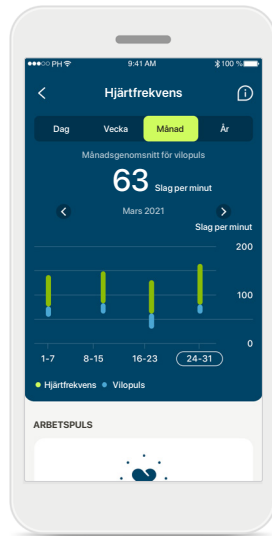 ●●●○○ PH 9:41 AM 100 %
Hjärtfrekvens
Dag Vecka Månad År
Månadsgenomsnitt för vilopuls
63 Slag per minut
Mars 2021
Slag per minut
200
100
0
1-7 8-15 16-23 24-31
Hjärtfrekvens Vilopuls
ARBETSPULS